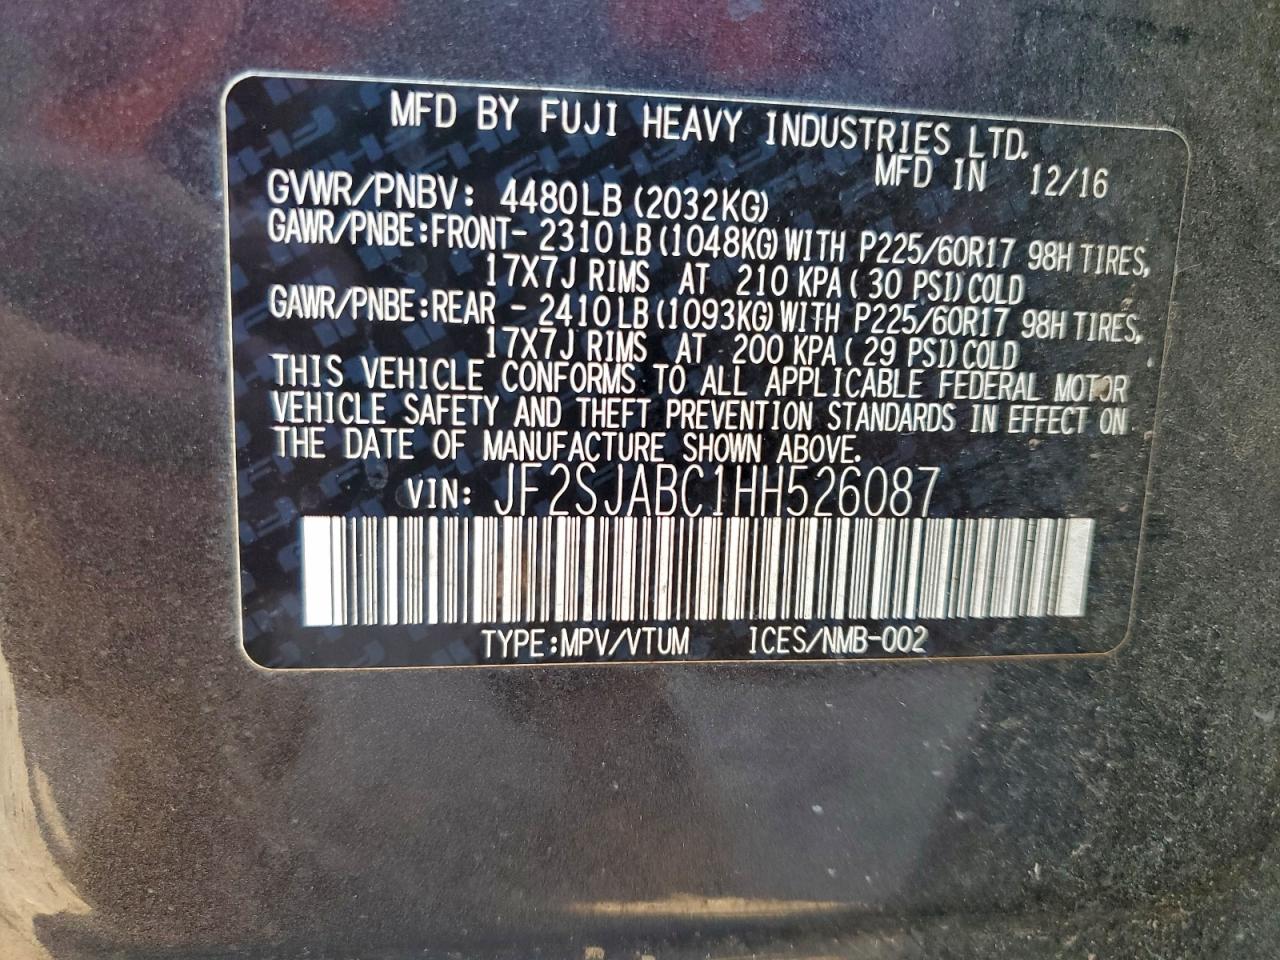 MFD BY FUJI HEAVY INDUSTRIES LTD.
MFD IN 12/16
GVWR/PNBV: 4480LB (2032KG)
GAWR/PNBE:FRONT- 2310LB (1048KG) WITH P225/60R17 98H TIRES,
17X7J RIMS AT 210 KPA ( 30 PSI) COLD
GAWR/PNBE:REAR - 2410LB (1093KG) WITH P225/60R17 98H TIRES,
17X7J RIMS AT 200 KPA ( 29 PSI) COLD
THIS VEHICLE CONFORMS TO ALL APPLICABLE FEDERAL MOTOR
VEHICLE SAFETY AND THEFT PREVENTION STANDARDS IN EFFECT ON
THE DATE OF MANUFACTURE SHOWN ABOVE.
VIN: JF2SJABC1HH526087
TYPE:MPV/VTUM ICES/NMB-002